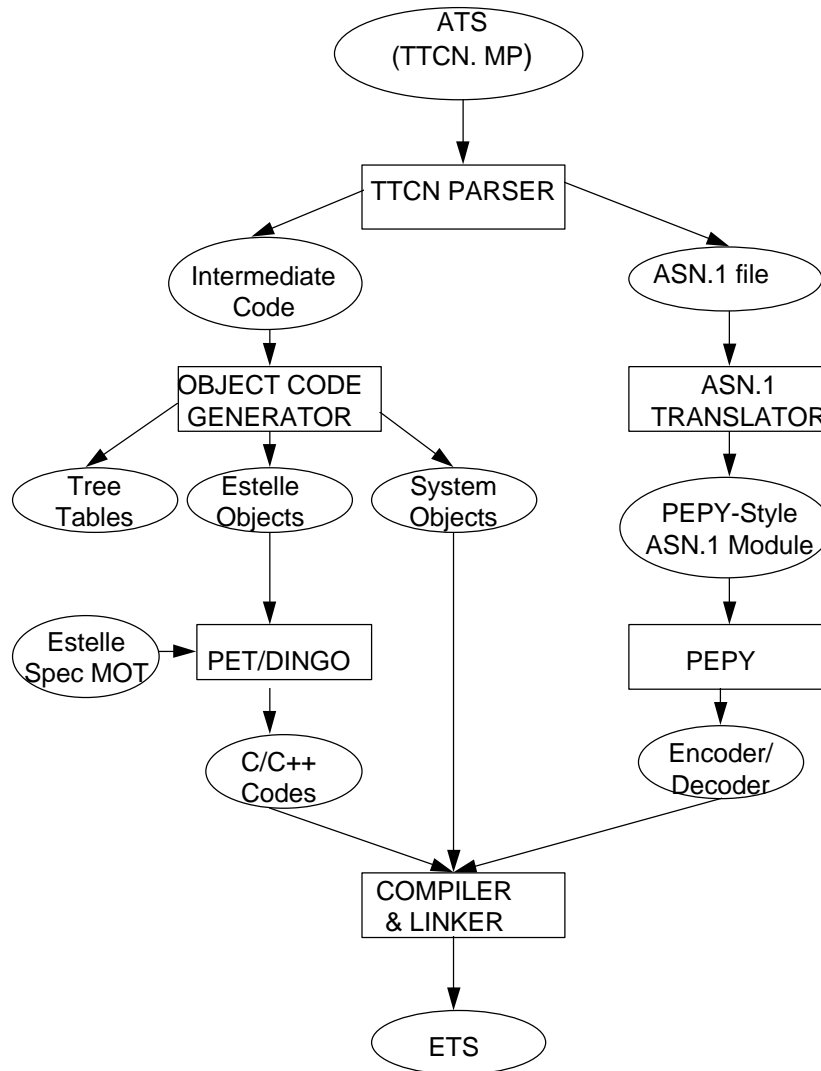 ATS
(TTCN. MP)
TTCN PARSER
Intermediate
Code
ASN.1 file
OBJECT CODE
GENERATOR
ASN.1
TRANSLATOR
Tree
Tables
Estelle
Objects
System
Objects
PEPY-Style
ASN.1 Module
Estelle
Spec MOT
PET/DINGO
PEPY
C/C++
Codes
Encoder/
Decoder
COMPILER
& LINKER
ETS